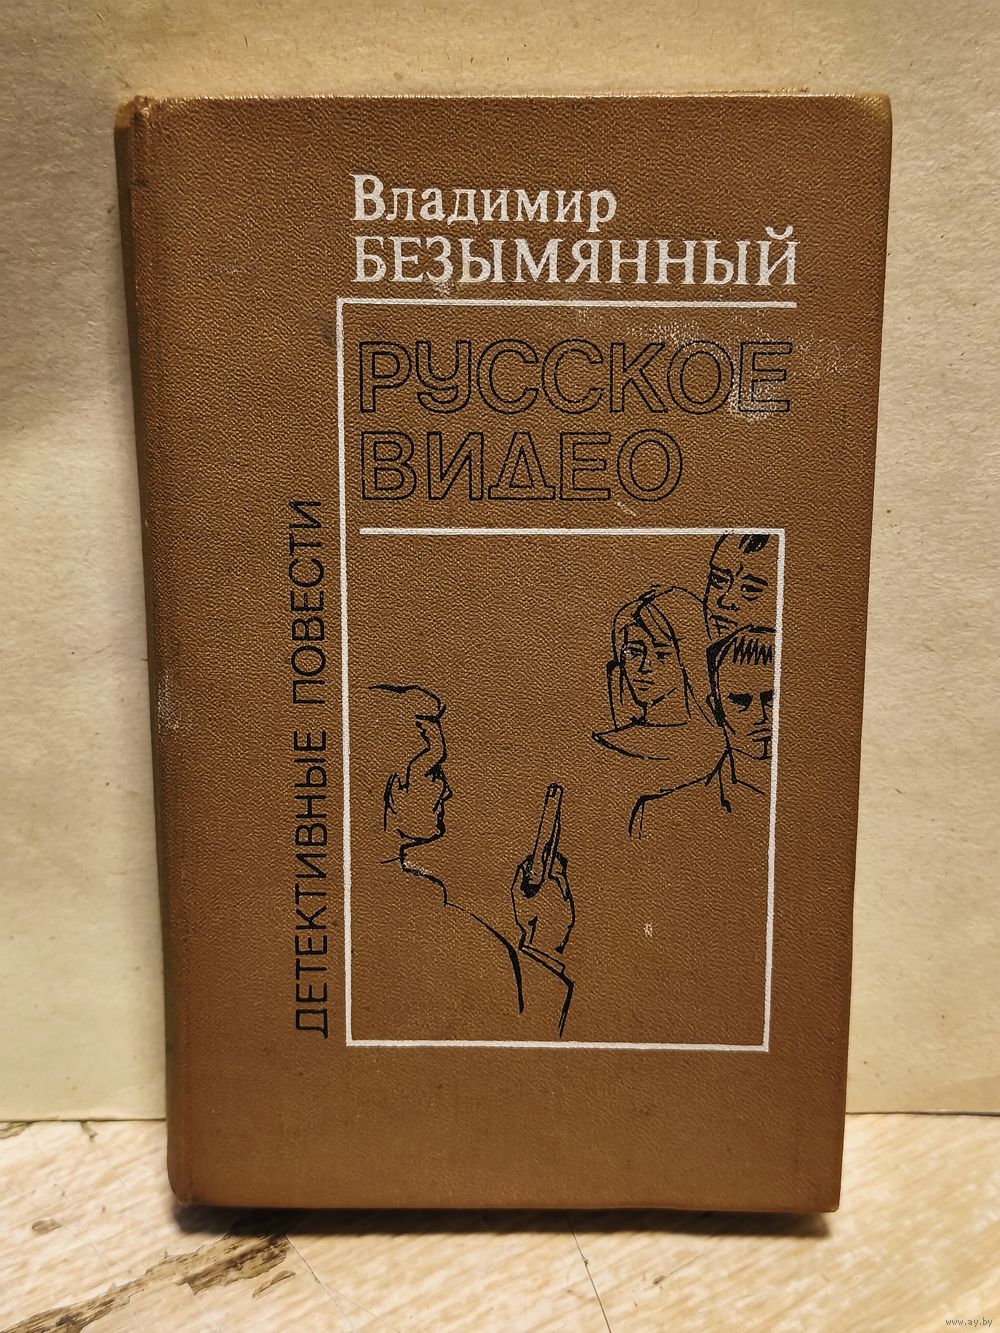 Владимир
БЕЗЫМЯННЫЙ
РУССКОЕ
ВИДЕО
ДЕТЕКТИВНЫЕ ПОВЕСТИ
www.ay.by